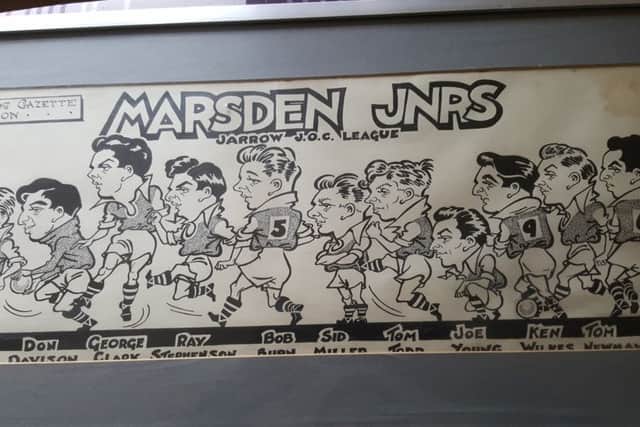 GAZETTE
ON . . .
MARSDEN JNRS
JARROW J.O.C. LEAGUE
5
9
DON GEORGE RAY BOB SID TOM JOE KEN TOM
DAVISON CLARK STEPHENSON BURN MILLER TODD YOUNG WILKES NEWMAN